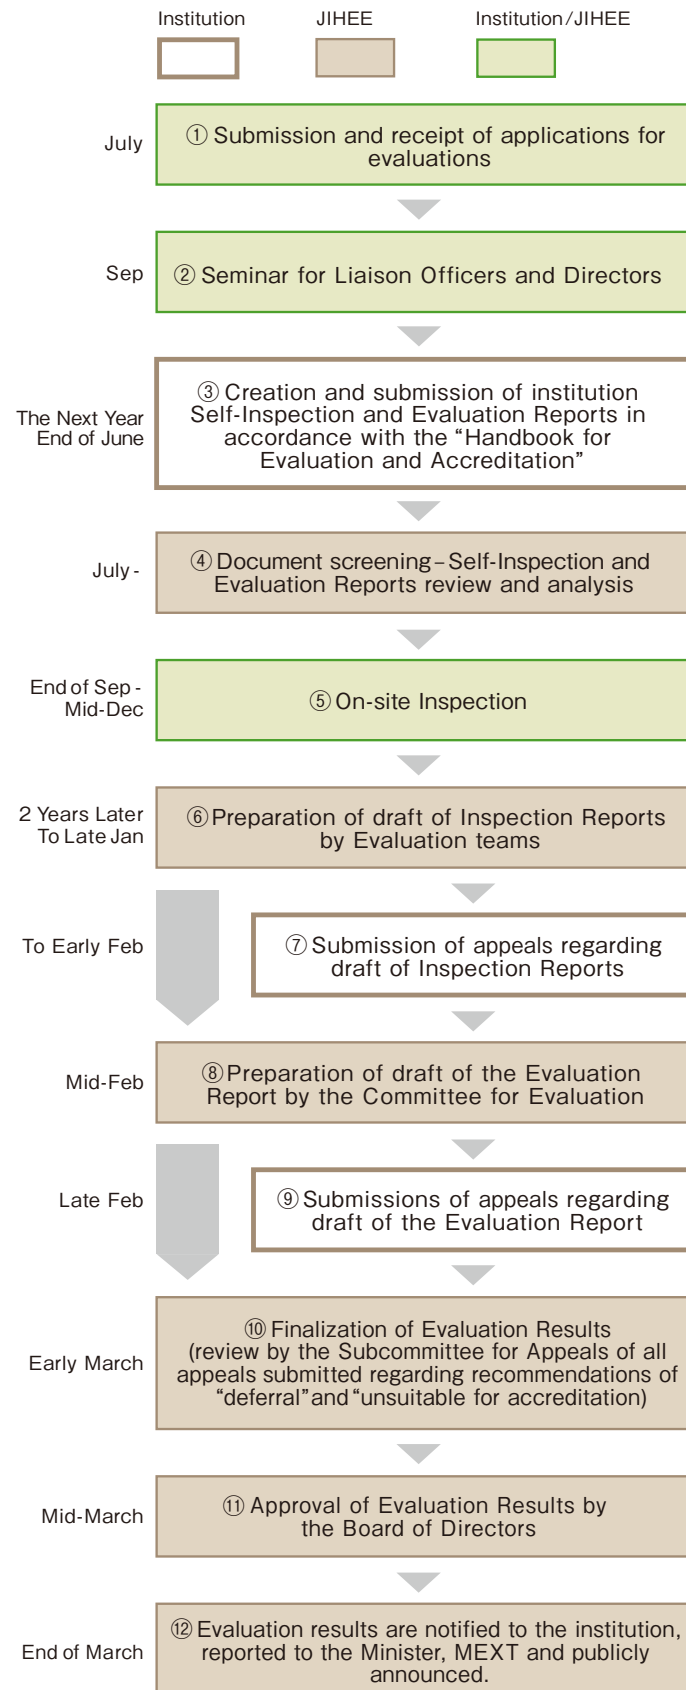 Institution
JIHEE
Institution/JIHEE
July
① Submission and receipt of applications for
evaluations
Sep
② Seminar for Liaison Officers and Directors
The Next Year
End of June
③ Creation and submission of institution
Self-Inspection and Evaluation Reports in
accordance with the “Handbook for
Evaluation and Accreditation”
July -
④ Document screening – Self-Inspection and
Evaluation Reports review and analysis
End of Sep -
Mid-Dec
⑤ On-site Inspection
2 Years Later
To Late Jan
⑥ Preparation of draft of Inspection Reports
by Evaluation teams
To Early Feb
⑦ Submission of appeals regarding
draft of Inspection Reports
Mid-Feb
⑧ Preparation of draft of the Evaluation
Report by the Committee for Evaluation
Late Feb
⑨ Submissions of appeals regarding
draft of the Evaluation Report
Early March
⑩ Finalization of Evaluation Results
(review by the Subcommittee for Appeals of all
appeals submitted regarding recommendations of
“deferral” and “unsuitable for accreditation)
Mid-March
⑪ Approval of Evaluation Results by
the Board of Directors
End of March
⑫ Evaluation results are notified to the institution,
reported to the Minister, MEXT and publicly
announced.